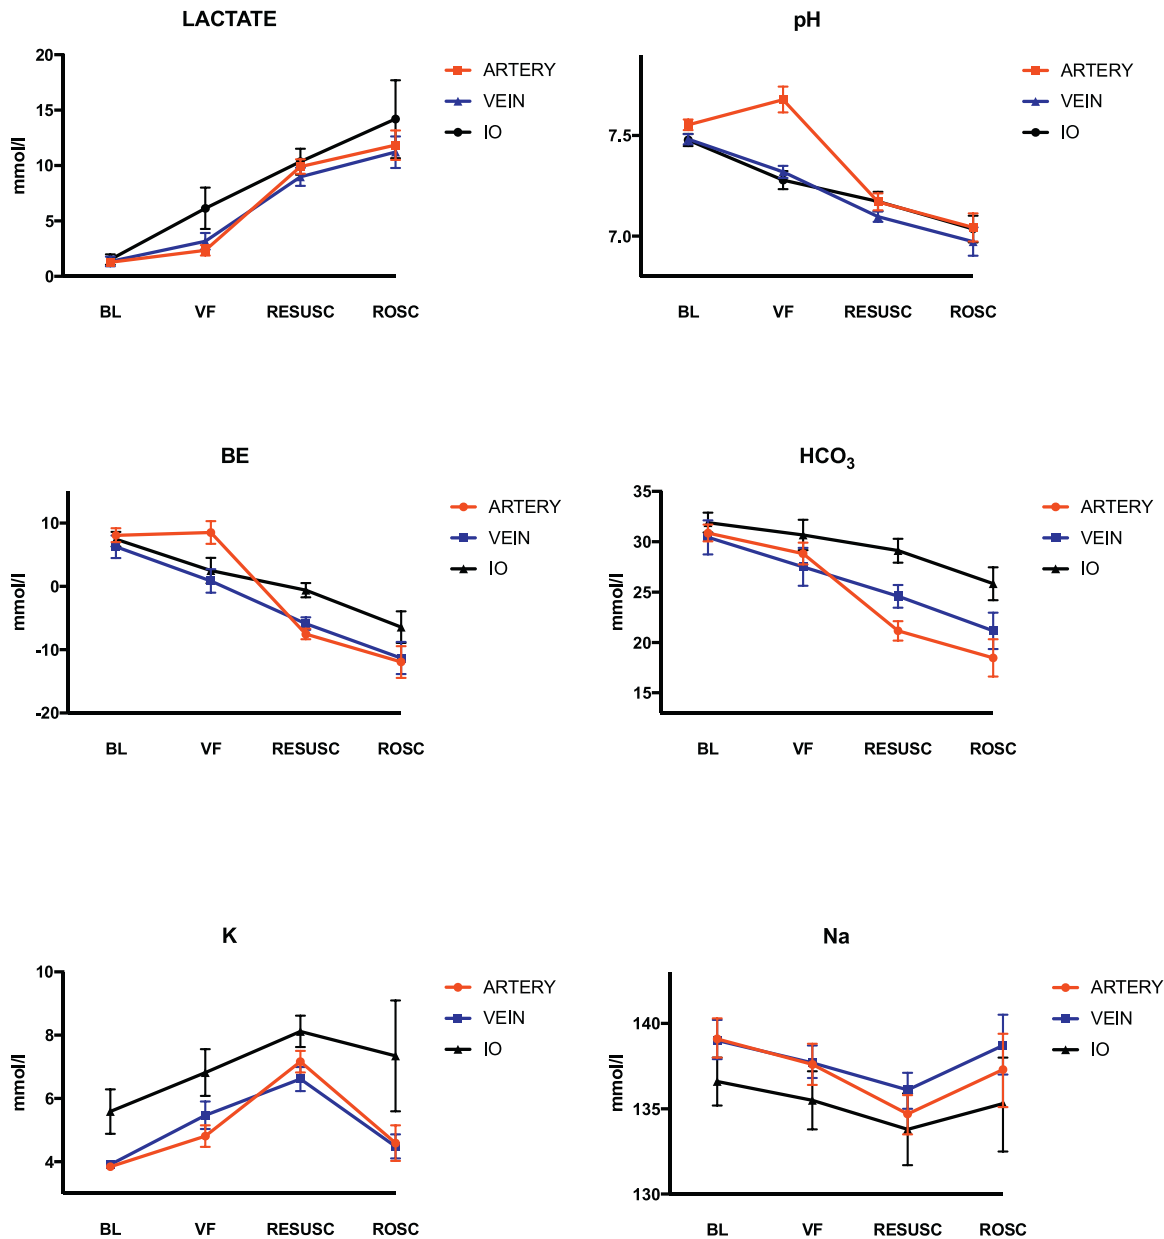 LACTATE
20
15
10
5
0
mmol/l
BL VF RESUSC ROSC
ARTERY
VEIN
IO
pH
7.5
7.0
BL VF RESUSC ROSC
ARTERY
VEIN
IO
BE
10
0
-10
-20
mmol/l
BL VF RESUSC ROSC
ARTERY
VEIN
IO
HCO₃
35
30
25
20
15
mmol/l
BL VF RESUSC ROSC
ARTERY
VEIN
IO
K
10
8
6
4
mmol/l
BL VF RESUSC ROSC
ARTERY
VEIN
IO
Na
140
135
130
mmol/l
BL VF RESUSC ROSC
ARTERY
VEIN
IO